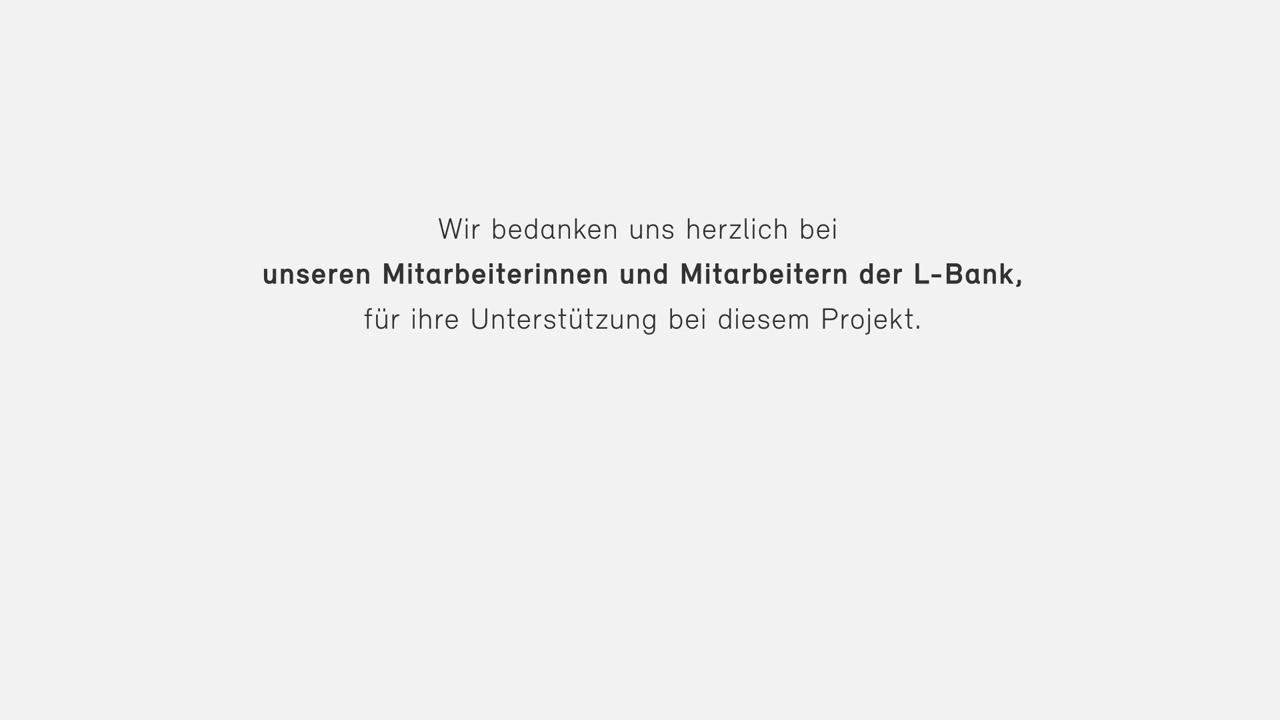 Wir bedanken uns herzlich bei
unseren Mitarbeiterinnen und Mitarbeitern der L-Bank,
für ihre Unterstützung bei diesem Projekt.